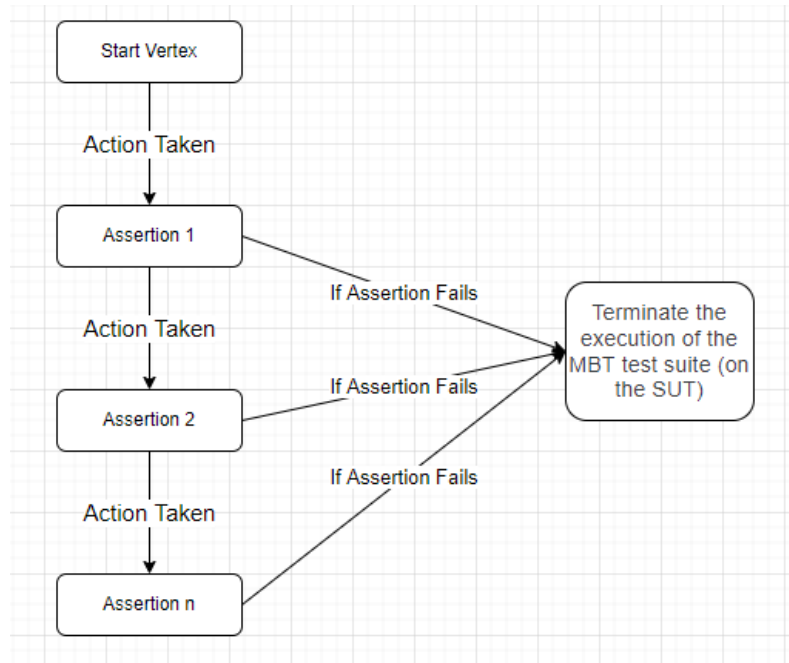 Start Vertex
Action Taken
Assertion 1
If Assertion Fails
Action Taken
Terminate the
execution of the
MBT test suite (on
the SUT)
If Assertion Fails
Assertion 2
If Assertion Fails
Action Taken
Assertion n